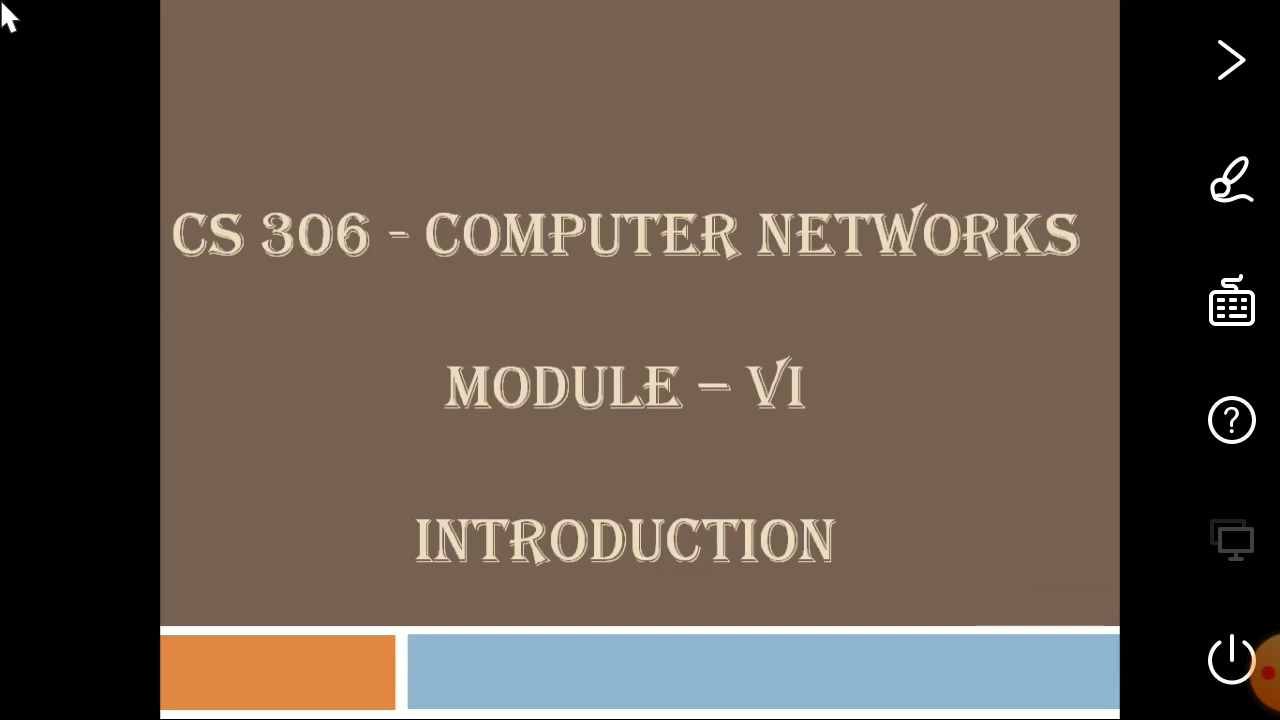 CS 306 - COMPUTER NETWORKS
MODULE – VI
INTRODUCTION